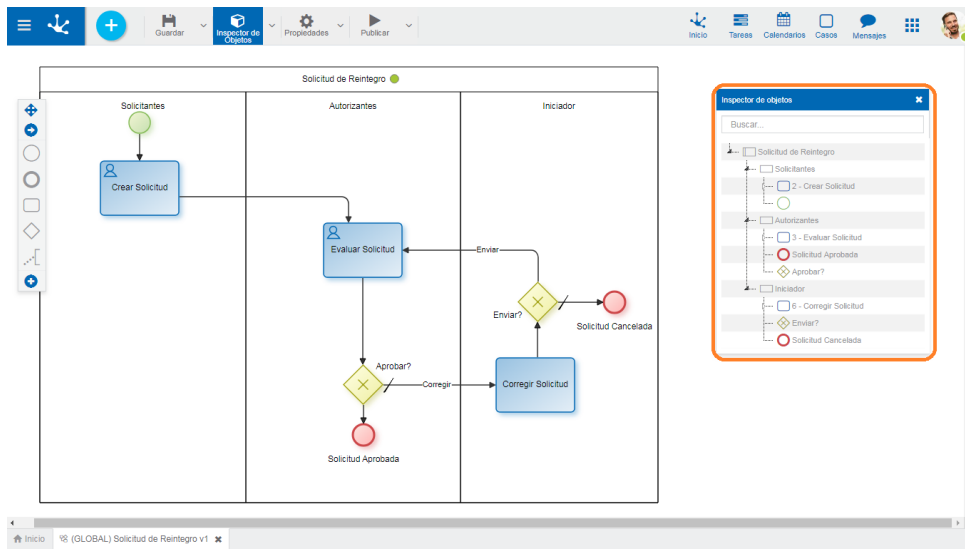 Guardar
Inspector de
Objetos
Propiedades
Publicar
Inicio
Tareas
Calendarios
Casos
Mensajes
Solicitud de Reintegro
Solicitantes
Autorizantes
Iniciador
Crear Solicitud
Evaluar Solicitud
Enviar
Enviar?
Solicitud Cancelada
Aprobar?
Corregir
Corregir Solicitud
Solicitud Aprobada
Inspector de objetos
Buscar...
Solicitud de Reintegro
Solicitantes
2 - Crear Solicitud
Autorizantes
3 - Evaluar Solicitud
Solicitud Aprobada
Aprobar?
Iniciador
6 - Corregir Solicitud
Enviar?
Solicitud Cancelada
Inicio
(GLOBAL) Solicitud de Reintegro v1